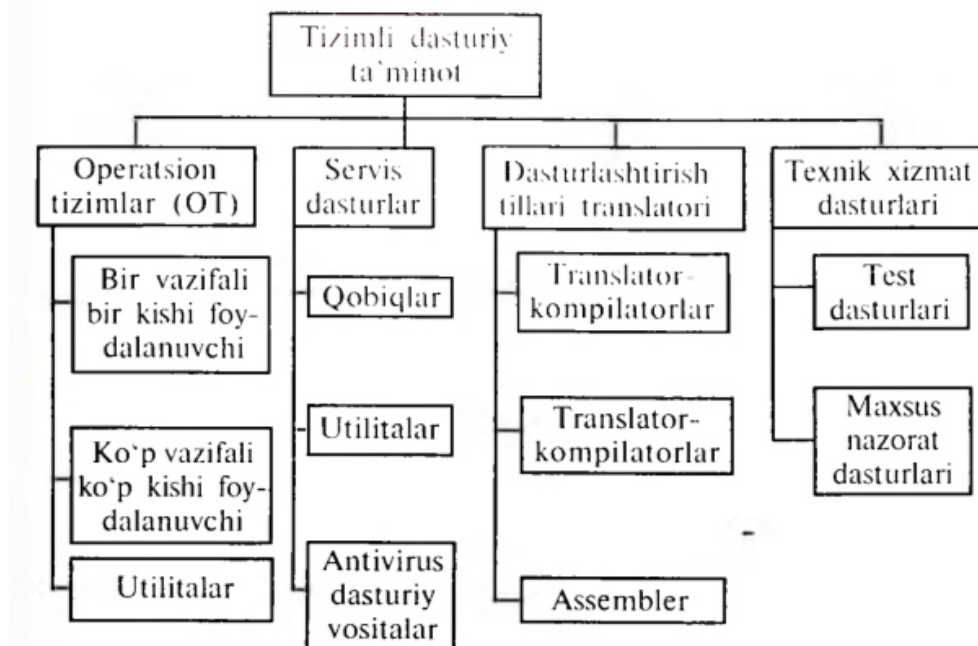 Tizimli dasturiy
ta`minot
Operatsion
tizimlar (OT)
Bir vazifali
bir kishi foy-
dalanuvchi
Ko‘p vazifali
ko‘p kishi foy-
dalanuvchi
Utilitalar
Servis
dasturlar
Qobiqlar
Utilitalar
Antivirus
dasturiy
vositalar
Dasturlashtirish
tillari translatori
Translator-
kompilatorlar
Translator-
kompilatorlar
Assembler
Texnik xizmat
dasturlari
Test
dasturlari
Maxsus
nazorat
dasturlari